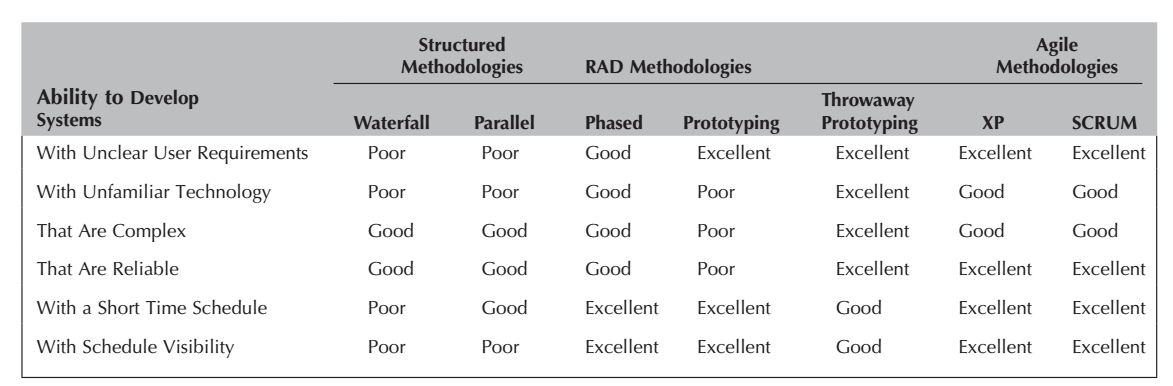 Structured Agile
Methodologies RAD Methodologies Methodologies
Ability to Develop Throwaway
Systems Waterfall Parallel Phased Prototyping Prototyping XP SCRUM
With Unclear User Requirements Poor Poor Good Excellent Excellent Excellent Excellent
With Unfamiliar Technology Poor Poor Good Poor Excellent Good Good
That Are Complex Good Good Good Poor Excellent Good Good
That Are Reliable Good Good Good Poor Excellent Excellent Excellent
With a Short Time Schedule Poor Good Excellent Excellent Good Excellent Excellent
With Schedule Visibility Poor Poor Excellent Excellent Good Excellent Excellent